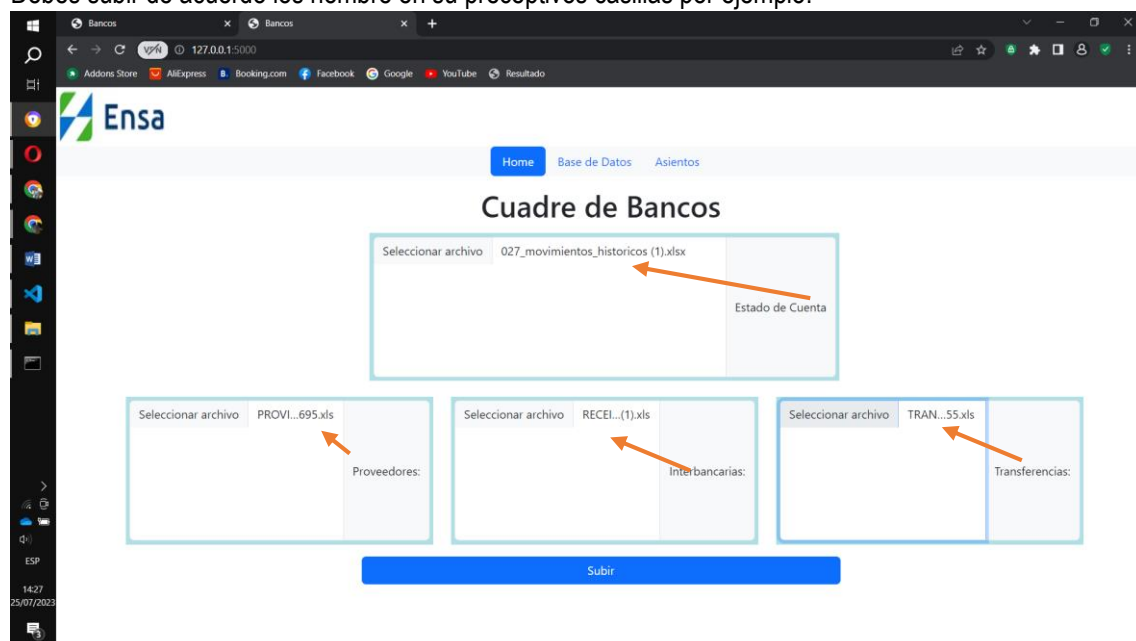 Debes subir de acuerdo los nombre en su preceptivos casillas por ejemplo:
Bancos
Bancos
VPN 127.0.0.1:5000
Addons Store AliExpress Booking.com Facebook Google YouTube Resultado
Ensa
Home Base de Datos Asientos
Cuadre de Bancos
Seleccionar archivo 027_movimientos_historicos (1).xlsx
Estado de Cuenta
Seleccionar archivo PROVI...695.xls
Proveedores:
Seleccionar archivo RECEI...(1).xls
Interbancarias:
Seleccionar archivo TRAN...55.xls
Transferencias:
Subir
ESP
14:27
25/07/2023
3